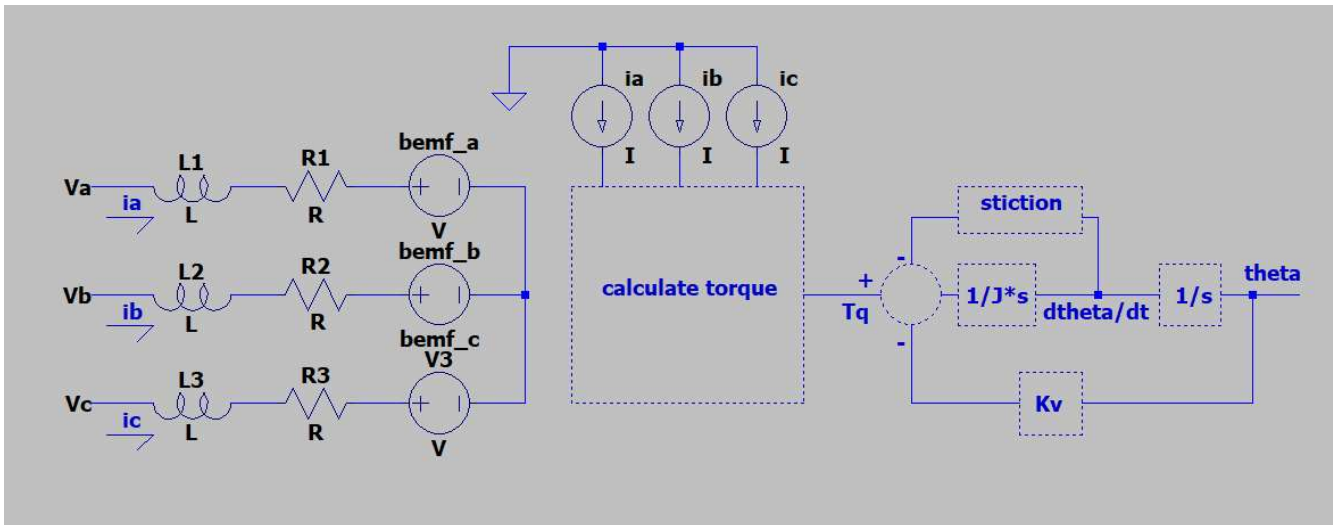 ia
ib
ic
I
I
I
bemf_a
L1
R1
Va
+
-
ia
L
R
V
stiction
bemf_b
L2
R2
-
Vb
+
-
calculate torque
+
1/J*s
1/s
theta
ib
L
R
Tq
dtheta/dt
bemf_c
V3
-
L3
R3
Vc
+
-
Kv
ic
L
R
V